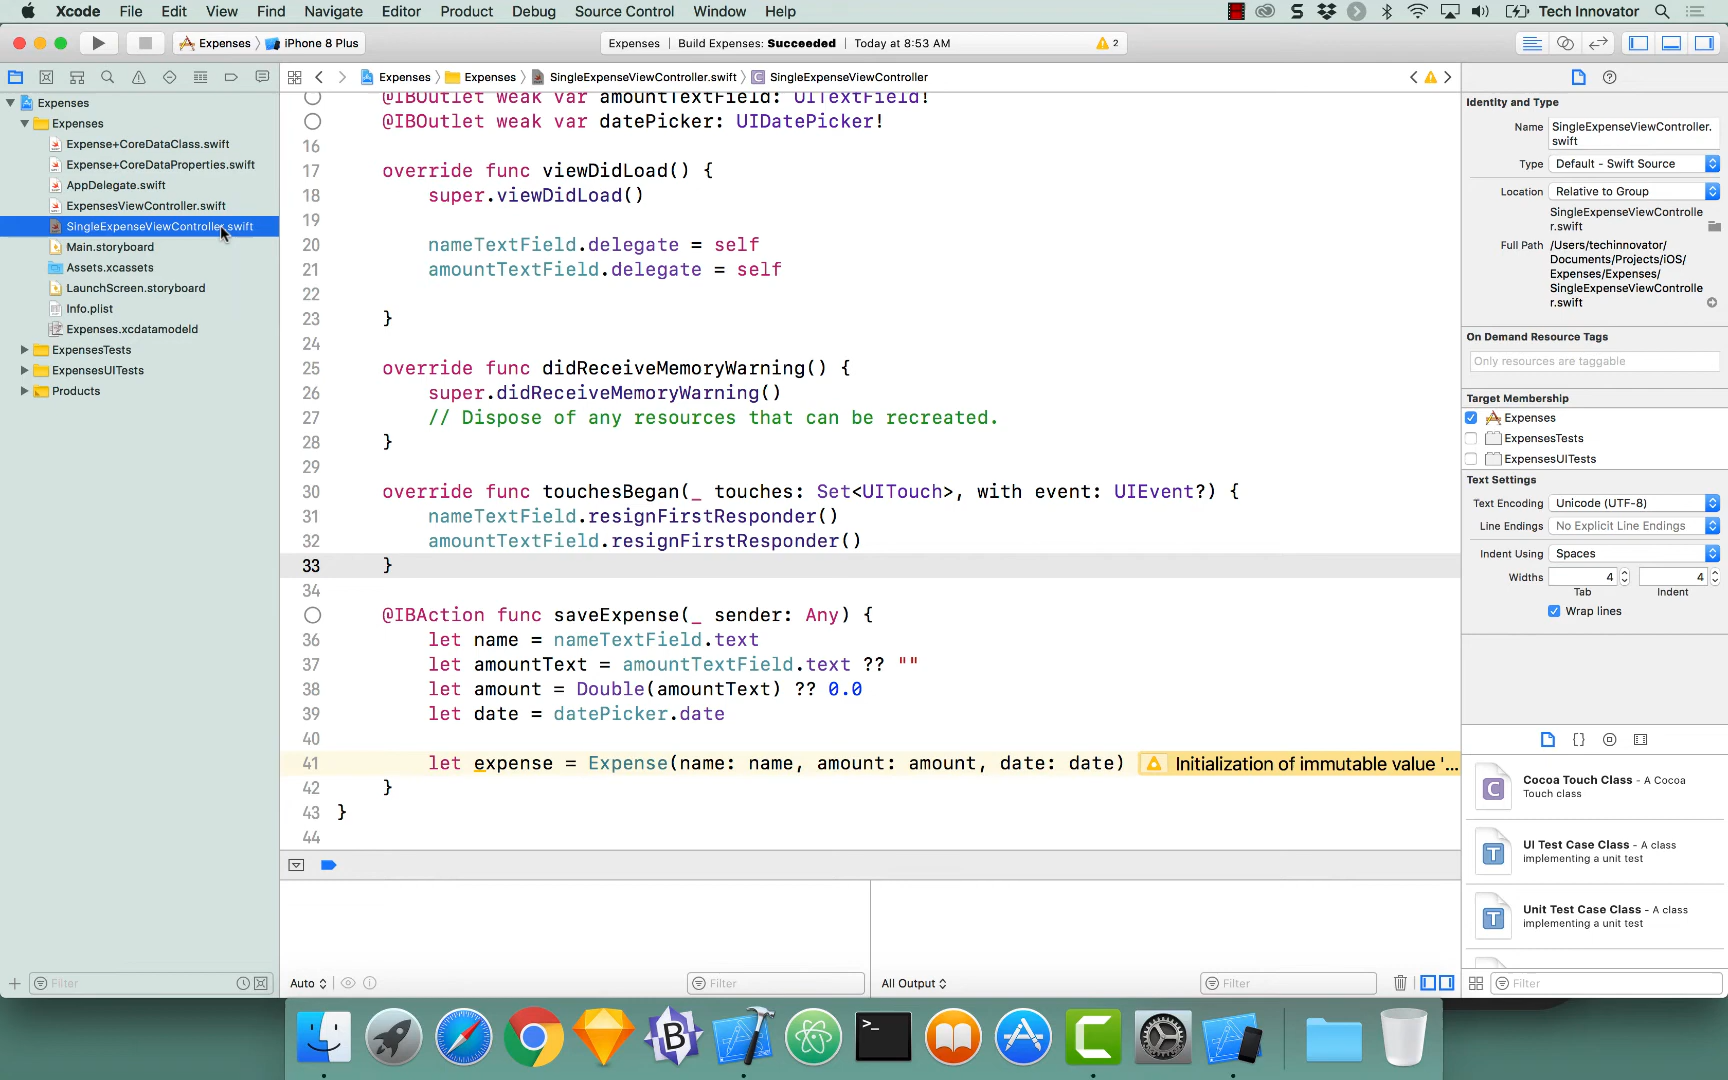 Xcode File Edit View Find Navigate Editor Product Debug Source Control Window Help Tech Innovator
Expenses iPhone 8 Plus Expenses Build Expenses: Succeeded Today at 8:53 AM 2
Expenses Expenses SingleExpenseViewController.swift SingleExpenseViewController
Expenses
Expenses
Expense+CoreDataClass.swift
Expense+CoreDataProperties.swift
AppDelegate.swift
ExpensesViewController.swift
SingleExpenseViewController.swift
Main.storyboard
Assets.xcassets
LaunchScreen.storyboard
Info.plist
Expenses.xcdatamodeld
ExpensesTests
ExpensesUITests
Products
Filter
@IBOutlet weak var amountTextField: UITextField!
@IBOutlet weak var datePicker: UIDatePicker!
16
17 override func viewDidLoad() {
18 super.viewDidLoad()
19
20 nameTextField.delegate = self
21 amountTextField.delegate = self
22
23 }
24
25 override func didReceiveMemoryWarning() {
26 super.didReceiveMemoryWarning()
27 // Dispose of any resources that can be recreated.
28 }
29
30 override func touchesBegan(_ touches: Set<UITouch>, with event: UIEvent?) {
31 nameTextField.resignFirstResponder()
32 amountTextField.resignFirstResponder()
33 }
34
@IBAction func saveExpense(_ sender: Any) {
36 let name = nameTextField.text
37 let amountText = amountTextField.text ?? ""
38 let amount = Double(amountText) ?? 0.0
39 let date = datePicker.date
40
41 let expense = Expense(name: name, amount: amount, date: date) Initialization of immutable value '...
42 }
43 }
44
Auto Filter All Output Filter
Identity and Type
Name SingleExpenseViewController.
swift
Type Default - Swift Source
Location Relative to Group
SingleExpenseViewControlle
r.swift
Full Path /Users/techinnovator/
Documents/Projects/iOS/
Expenses/Expenses/
SingleExpenseViewControlle
r.swift
On Demand Resource Tags
Only resources are taggable
Target Membership
Expenses
ExpensesTests
ExpensesUITests
Text Settings
Text Encoding Unicode (UTF-8)
Line Endings No Explicit Line Endings
Indent Using Spaces
Widths 4 4
Tab Indent
Wrap lines
{}
C Cocoa Touch Class - A Cocoa
Touch class
T UI Test Case Class - A class
implementing a unit test
T Unit Test Case Class - A class
implementing a unit test
Filter